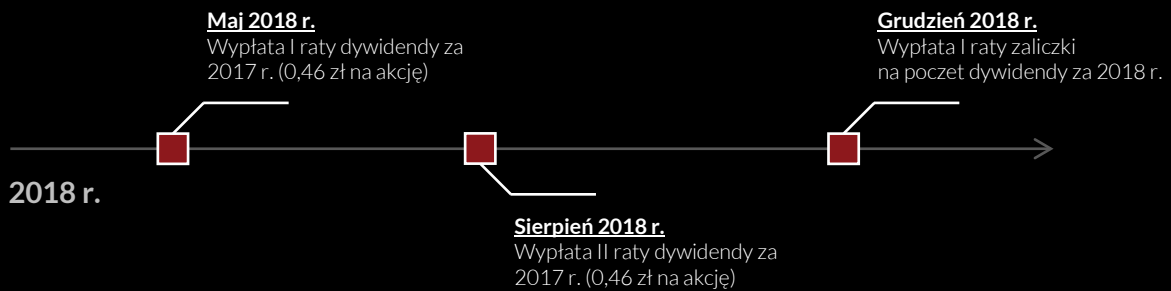 Maj 2018 r.
Wypłata I raty dywidendy za
2017 r. (0,46 zł na akcję)
Grudzień 2018 r.
Wypłata I raty zaliczki
na poczet dywidendy za 2018 r.
2018 r.
Sierpień 2018 r.
Wypłata II raty dywidendy za
2017 r. (0,46 zł na akcję)